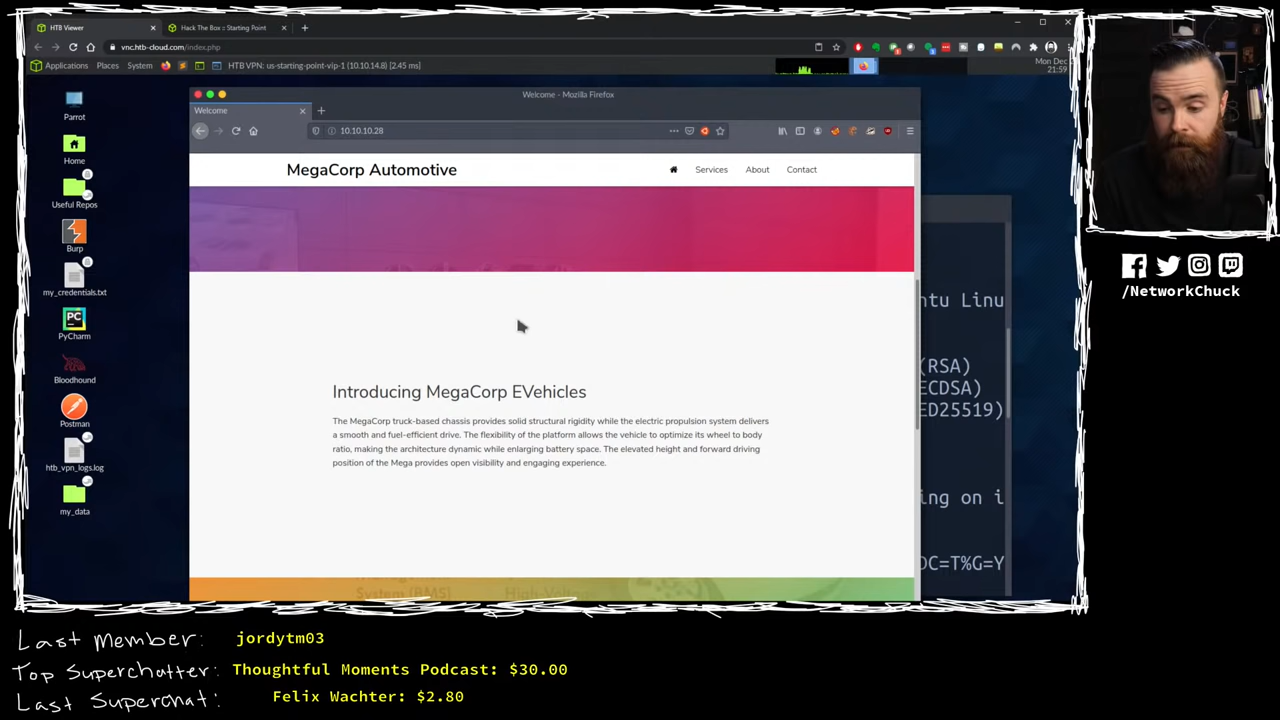 HTB Viewer
Hack The Box :: Starting Point
vnc.htb-cloud.com/index.php
Applications Places System HTB VPN: us-starting-point-vip-1 (10.10.14.8) [2.45 ms]
Mon Dec
21:59
Parrot
Home
Useful Repos
Burp
my_credentials.txt
PyCharm
Bloodhound
Postman
htb_vpn_logs.log
my_data
Welcome - Mozilla Firefox
Welcome
10.10.10.28
MegaCorp Automotive
Services About Contact
Introducing MegaCorp EVehicles
The MegaCorp truck-based chassis provides solid structural rigidity while the electric propulsion system delivers
a smooth and fuel-efficient drive. The flexibility of the platform allows the vehicle to optimize its wheel to body
ratio, making the architecture dynamic while enlarging battery space. The elevated height and forward driving
position of the Mega provides open visibility and engaging experience.
System (BMS)
ntu Linu
(RSA)
ECDSA)
ED25519)
ng on i
DC=T%G=Y
/NetworkChuck
Last Member: jordytm03
Top Superchatter: Thoughtful Moments Podcast: $30.00
Last Superchat: Felix Wachter: $2.80